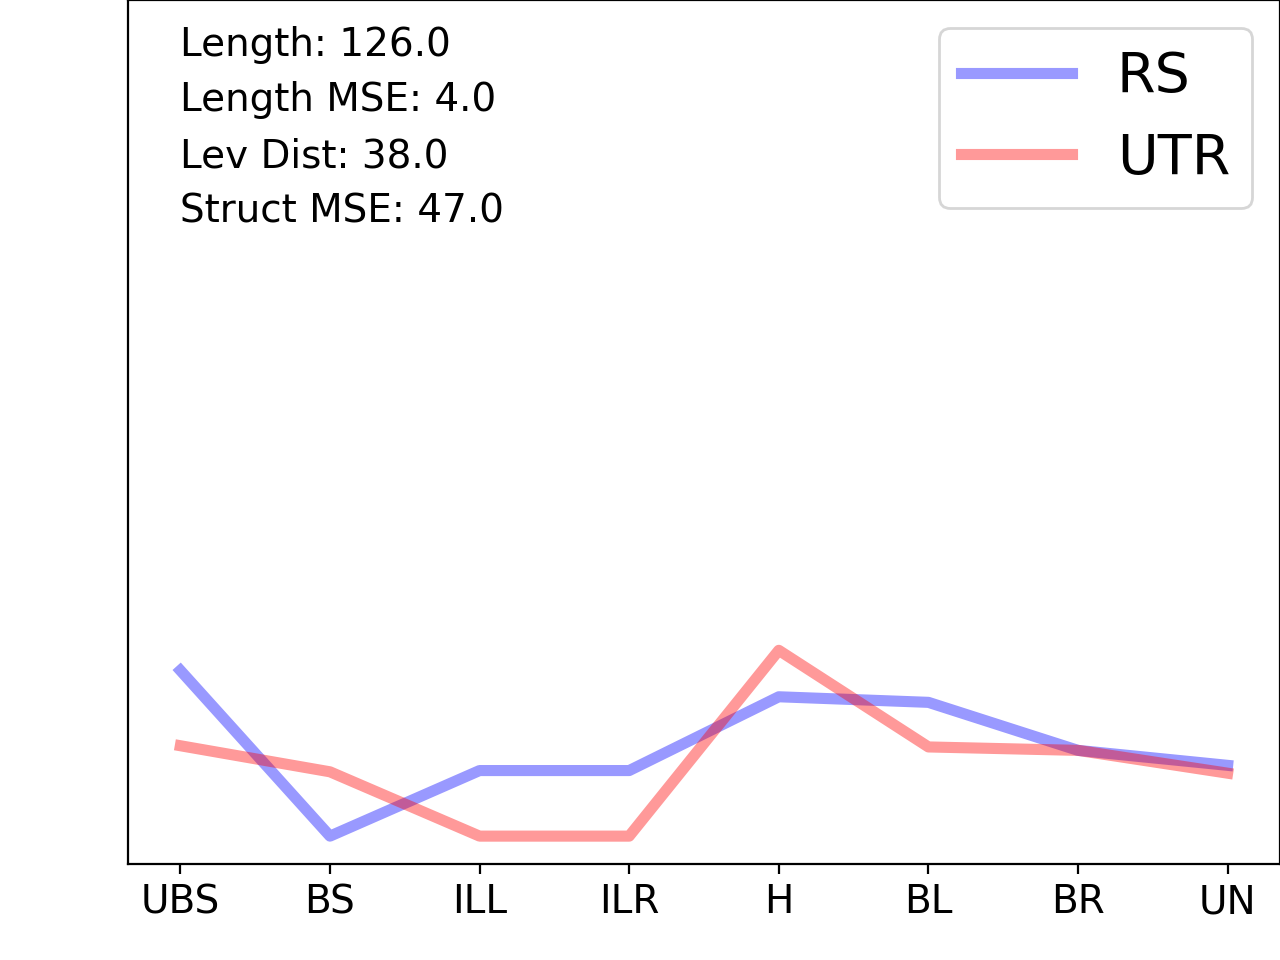 Length: 126.0
Length MSE: 4.0
Lev Dist: 38.0
Struct MSE: 47.0
RS
UTR
UBS BS ILL ILR H BL BR UN